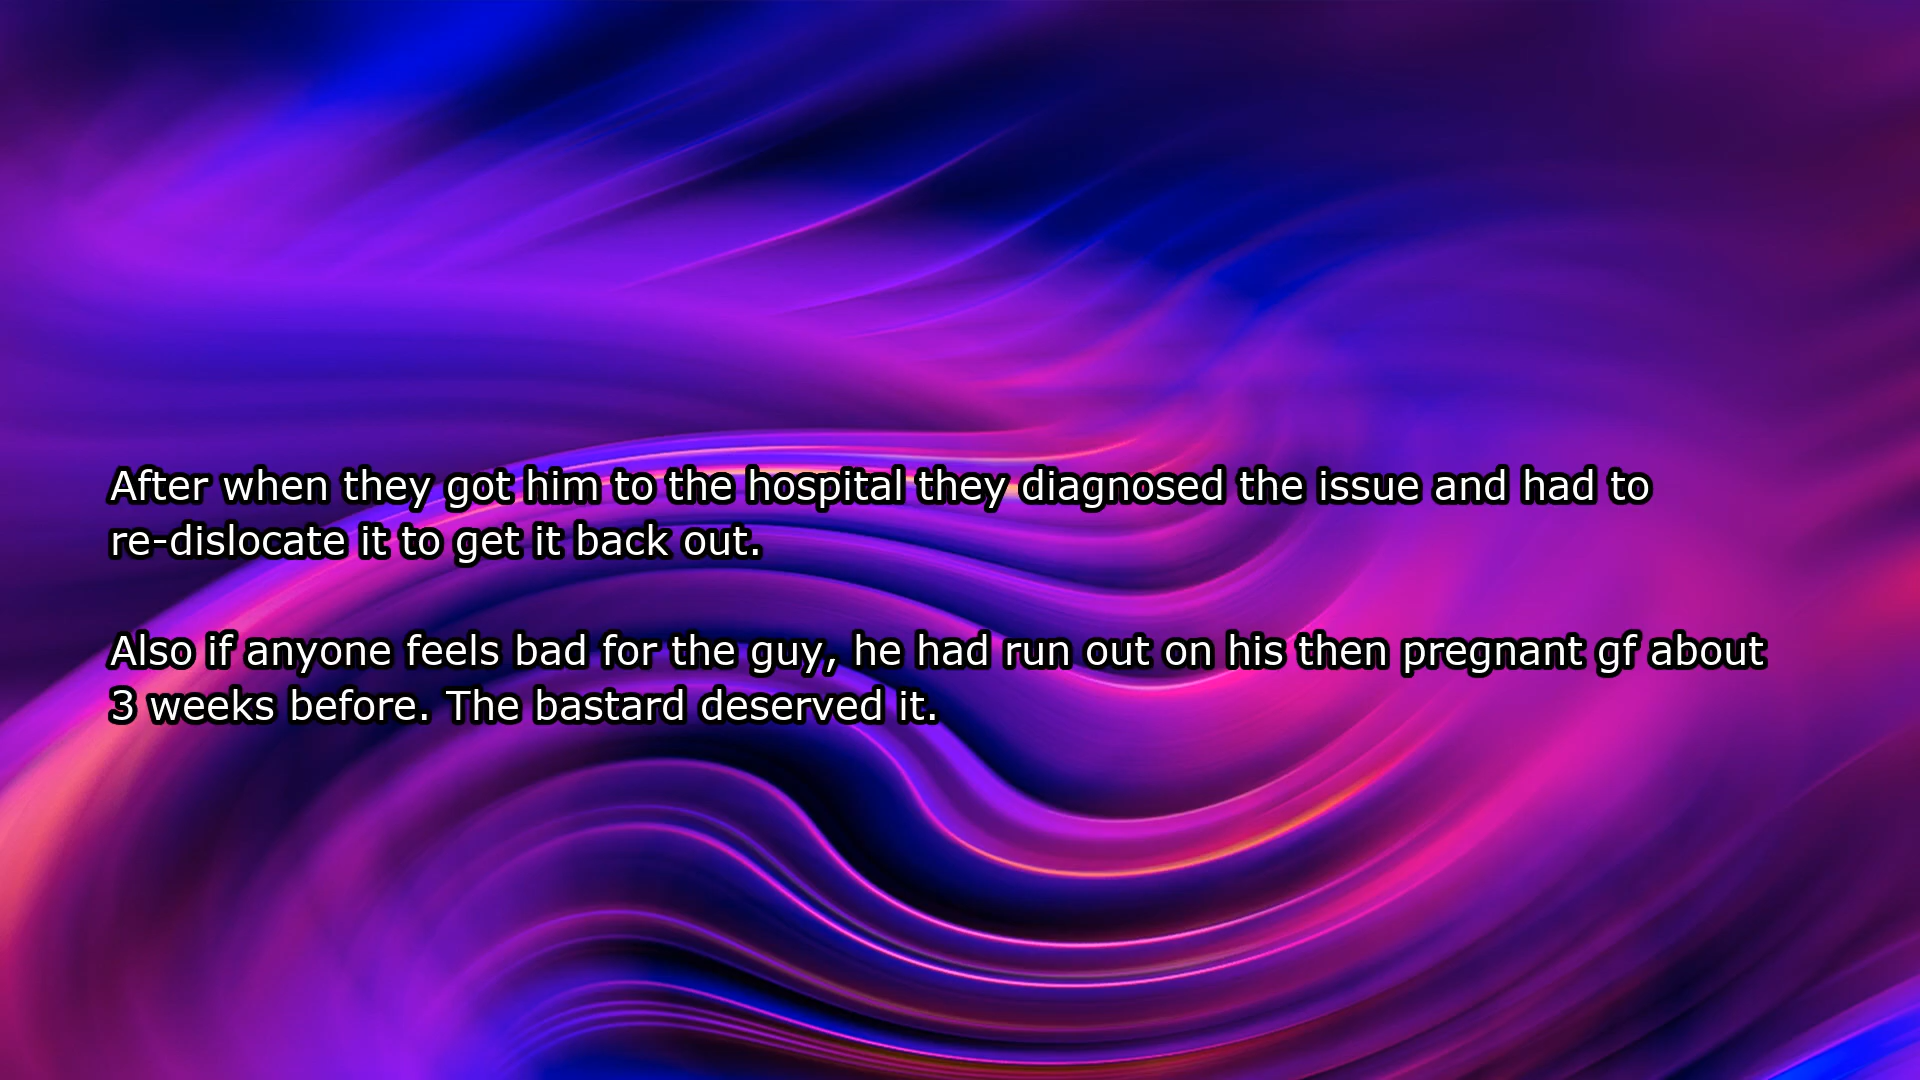 After when they got him to the hospital they diagnosed the issue and had to
re-dislocate it to get it back out.
Also if anyone feels bad for the guy, he had run out on his then pregnant gf about
3 weeks before. The bastard deserved it.